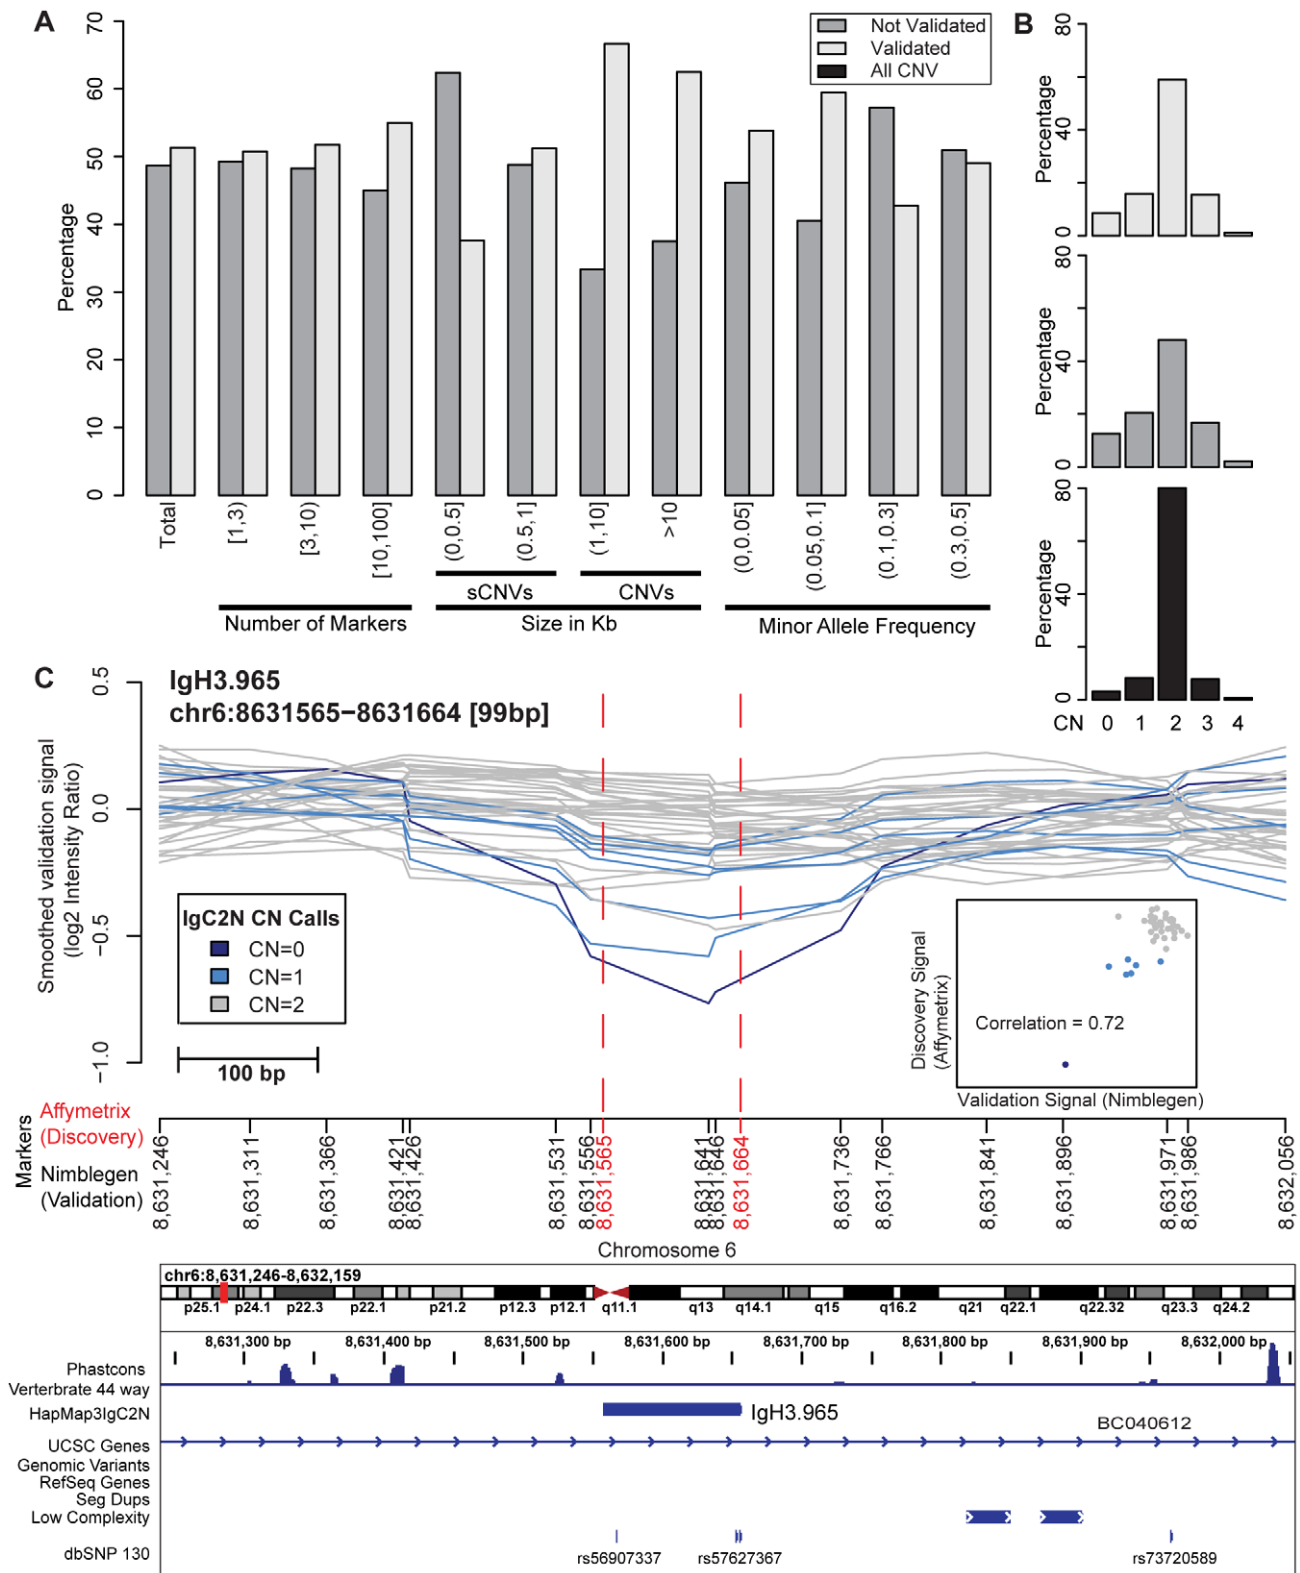 A
70
60
50
40
30
20
10
0
Percentage
Not Validated
Validated
All CNV
Total
[1,3)
[3,10)
[10,100]
(0,0.5]
(0.5,1]
(1,10]
>10
(0,0.05]
(0.05,0.1]
(0.1,0.3]
(0.3,0.5]
sCNVs
CNVs
Number of Markers
Size in Kb
Minor Allele Frequency
B
80
40
0
Percentage
80
40
0
Percentage
80
40
0
Percentage
CN 0 1 2 3 4
C
IgH3.965
chr6:8631565−8631664 [99bp]
0.5
0.0
−0.5
−1.0
Smoothed validation signal
(log2 Intensity Ratio)
IgC2N CN Calls
CN=0
CN=1
CN=2
100 bp
Discovery Signal
(Affymetrix)
Correlation = 0.72
Validation Signal (Nimblegen)
Markers
Affymetrix
(Discovery)
Nimblegen
(Validation)
8,631,246
8,631,311
8,631,366
8,631,421
8,631,426
8,631,531
8,631,556
8,631,565
8,631,641
8,631,646
8,631,664
8,631,736
8,631,766
8,631,841
8,631,896
8,631,971
8,631,986
8,632,056
Chromosome 6
chr6:8,631,246-8,632,159
p25.1 p24.1 p22.3 p22.1 p21.2 p12.3 p12.1 q11.1 q13 q14.1 q15 q16.2 q21 q22.1 q22.32 q23.3 q24.2
8,631,300 bp 8,631,400 bp 8,631,500 bp 8,631,600 bp 8,631,700 bp 8,631,800 bp 8,631,900 bp 8,632,000 bp
Phastcons
Verterbrate 44 way
HapMap3IgC2N
IgH3.965
BC040612
UCSC Genes
Genomic Variants
RefSeq Genes
Seg Dups
Low Complexity
dbSNP 130
rs56907337 rs57627367 rs73720589